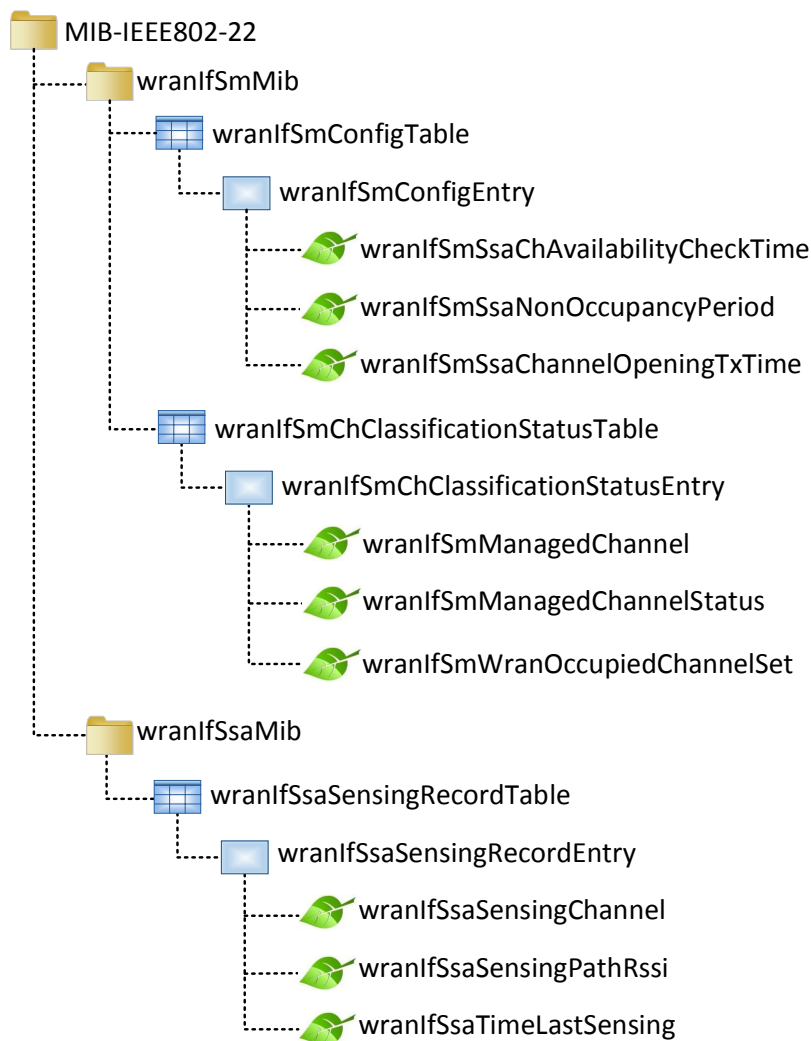 MIB-IEEE802-22
wranIfSmMib
wranIfSmConfigTable
wranIfSmConfigEntry
wranIfSmSsaChAvailabilityCheckTime
wranIfSmSsaNonOccupancyPeriod
wranIfSmSsaChannelOpeningTxTime
wranIfSmChClassificationStatusTable
wranIfSmChClassificationStatusEntry
wranIfSmManagedChannel
wranIfSmManagedChannelStatus
wranIfSmWranOccupiedChannelSet
wranIfSsaMib
wranIfSsaSensingRecordTable
wranIfSsaSensingRecordEntry
wranIfSsaSensingChannel
wranIfSsaSensingPathRssi
wranIfSsaTimeLastSensing